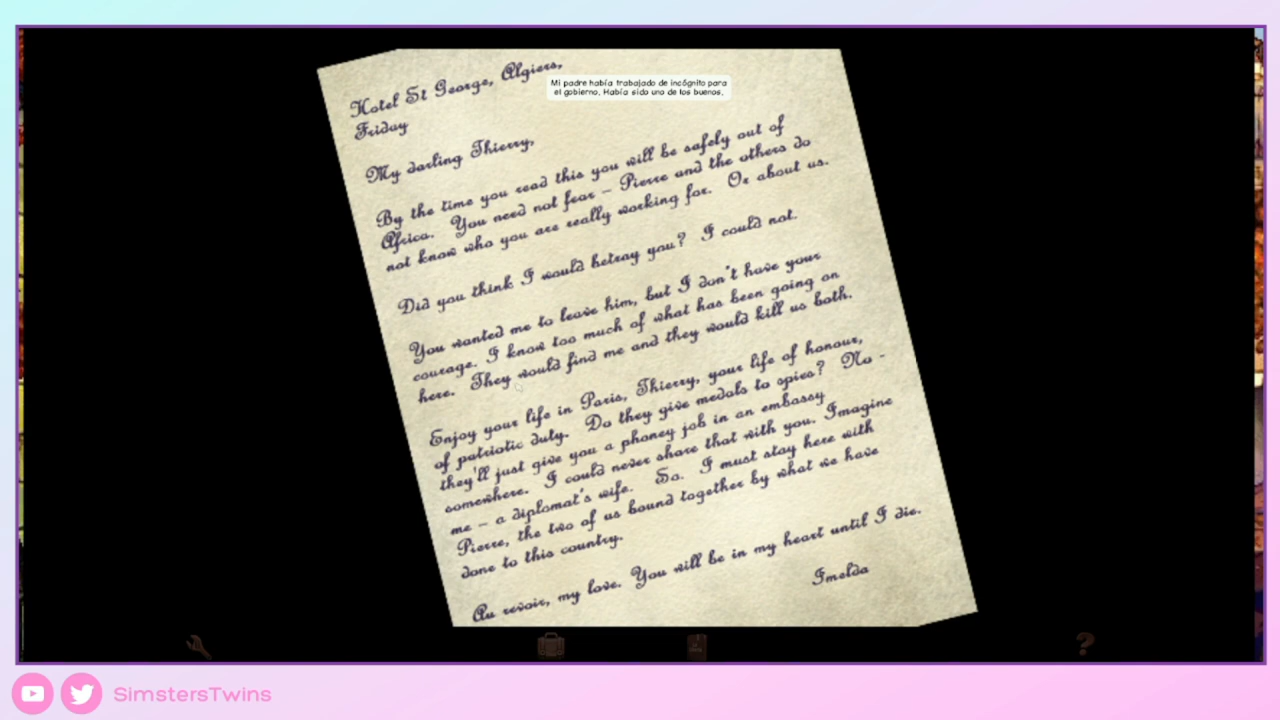 Hotel St George, Algiers,
Friday
Mi padre había trabajado de incógnito para
el gobierno. Había sido uno de los buenos.
My darling Thierry,
By the time you read this you will be safely out of
Africa. You need not fear – Pierre and the others do
not know who you are really working for. Or about us.
Did you think I would betray you? I could not.
You wanted me to leave him, but I don't have your
courage. I know too much of what has been going on
here. They would find me and they would kill us both.
Enjoy your life in Paris, Thierry, your life of honour,
of patriotic duty. Do they give medals to spies? No -
they'll just give you a phoney job in an embassy
somewhere. I could never share that with you. Imagine
me – a diplomat's wife. So. I must stay here with
Pierre, the two of us bound together by what we have
done to this country.
Au revoir, my love. You will be in my heart until I die.
Imelda
?
SimstersTwins